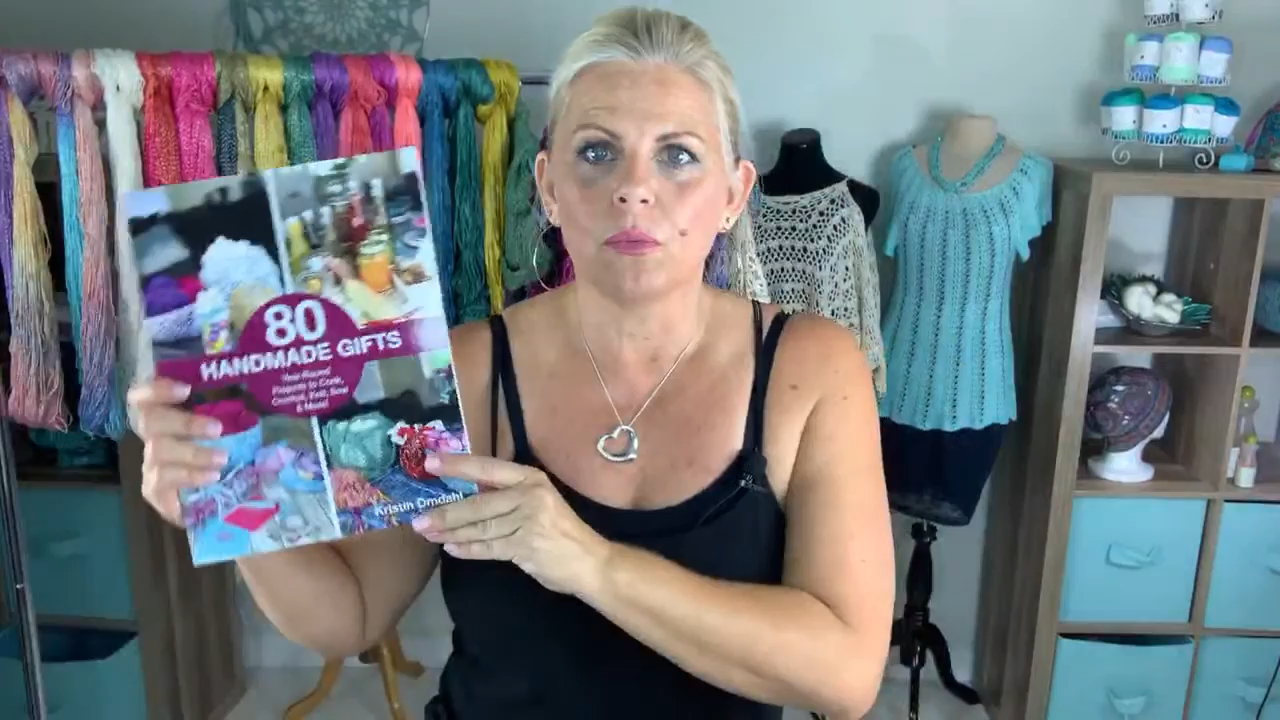 80
HANDMADE GIFTS
Year-Round
Projects to Cook,
Crochet, Knit, Sew
& More!
Kristin Omdahl